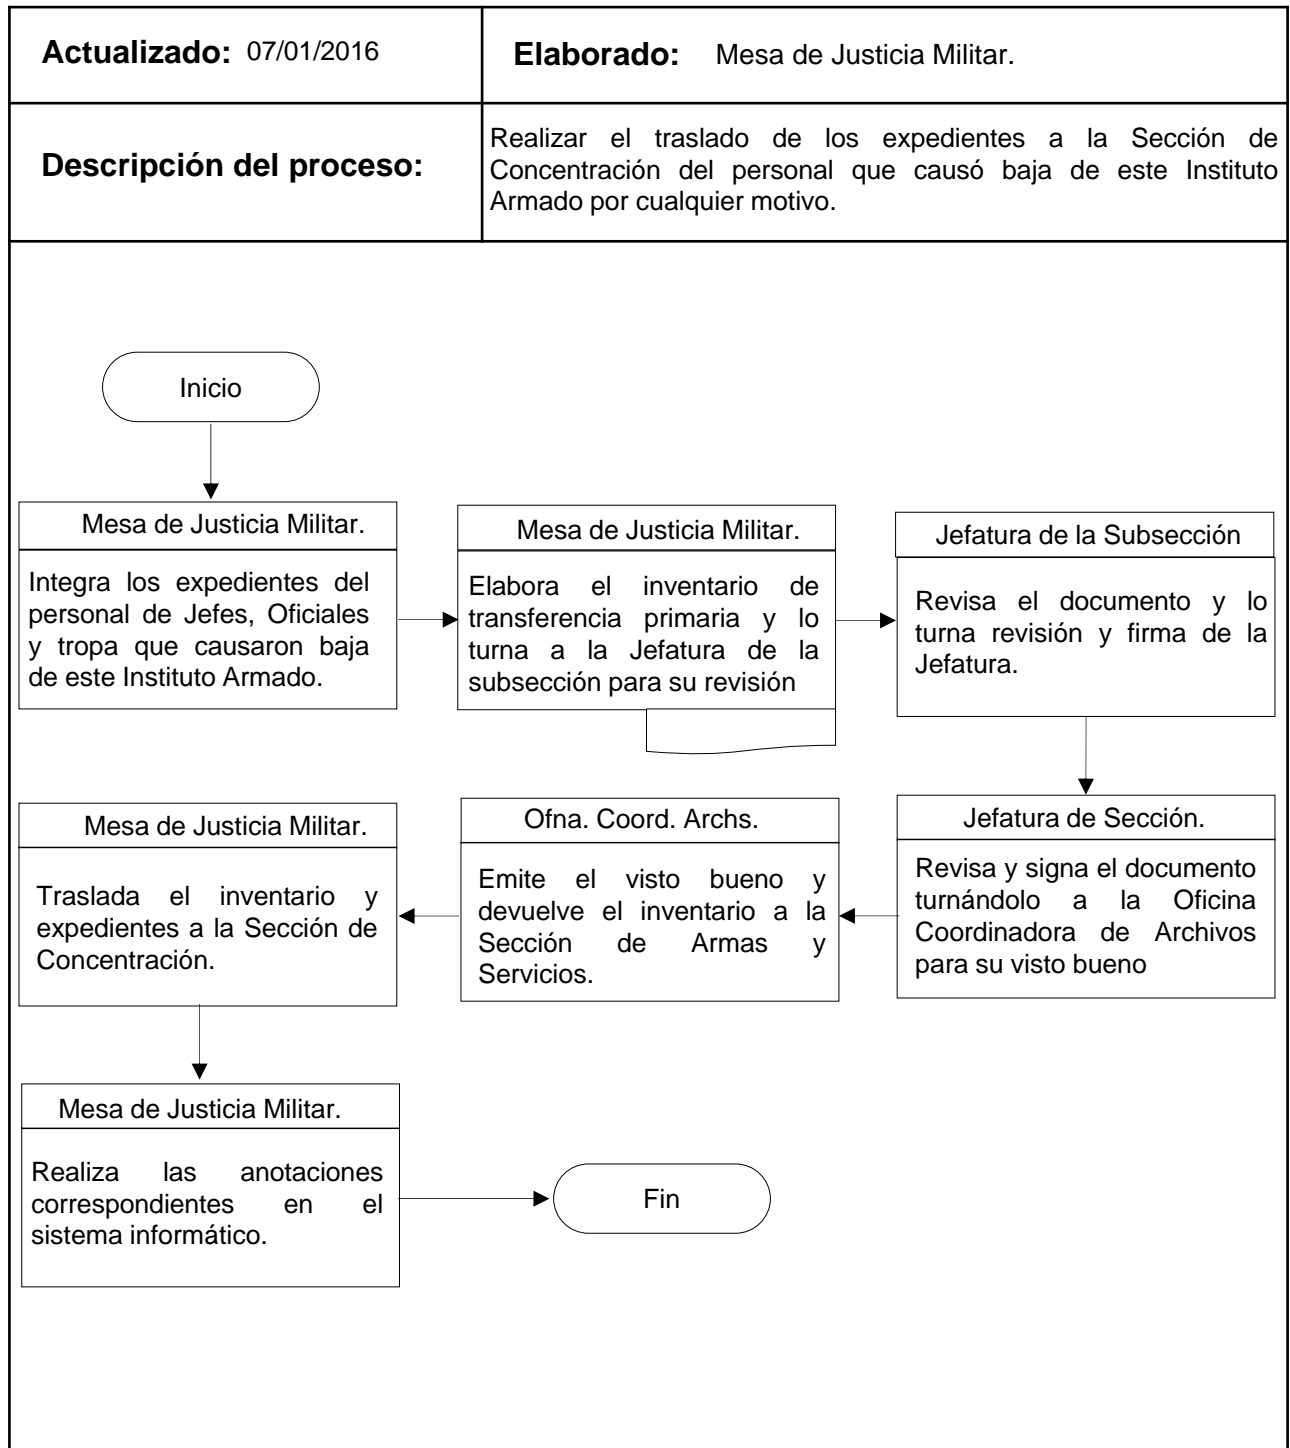 Actualizado: 07/01/2016
Elaborado: Mesa de Justicia Militar.
Descripción del proceso:
Realizar el traslado de los expedientes a la Sección de
Concentración del personal que causó baja de este Instituto
Armado por cualquier motivo.
Inicio
Mesa de Justicia Militar.
Integra los expedientes del
personal de Jefes, Oficiales
y tropa que causaron baja
de este Instituto Armado.
Mesa de Justicia Militar.
Elabora el inventario de
transferencia primaria y lo
turna a la Jefatura de la
subsección para su revisión
Jefatura de la Subsección
Revisa el documento y lo
turna revisión y firma de la
Jefatura.
Jefatura de Sección.
Revisa y signa el documento
turnándolo a la Oficina
Coordinadora de Archivos
para su visto bueno
Ofna. Coord. Archs.
Emite el visto bueno y
devuelve el inventario a la
Sección de Armas y
Servicios.
Mesa de Justicia Militar.
Traslada el inventario y
expedientes a la Sección de
Concentración.
Mesa de Justicia Militar.
Realiza las anotaciones
correspondientes en el
sistema informático.
Fin